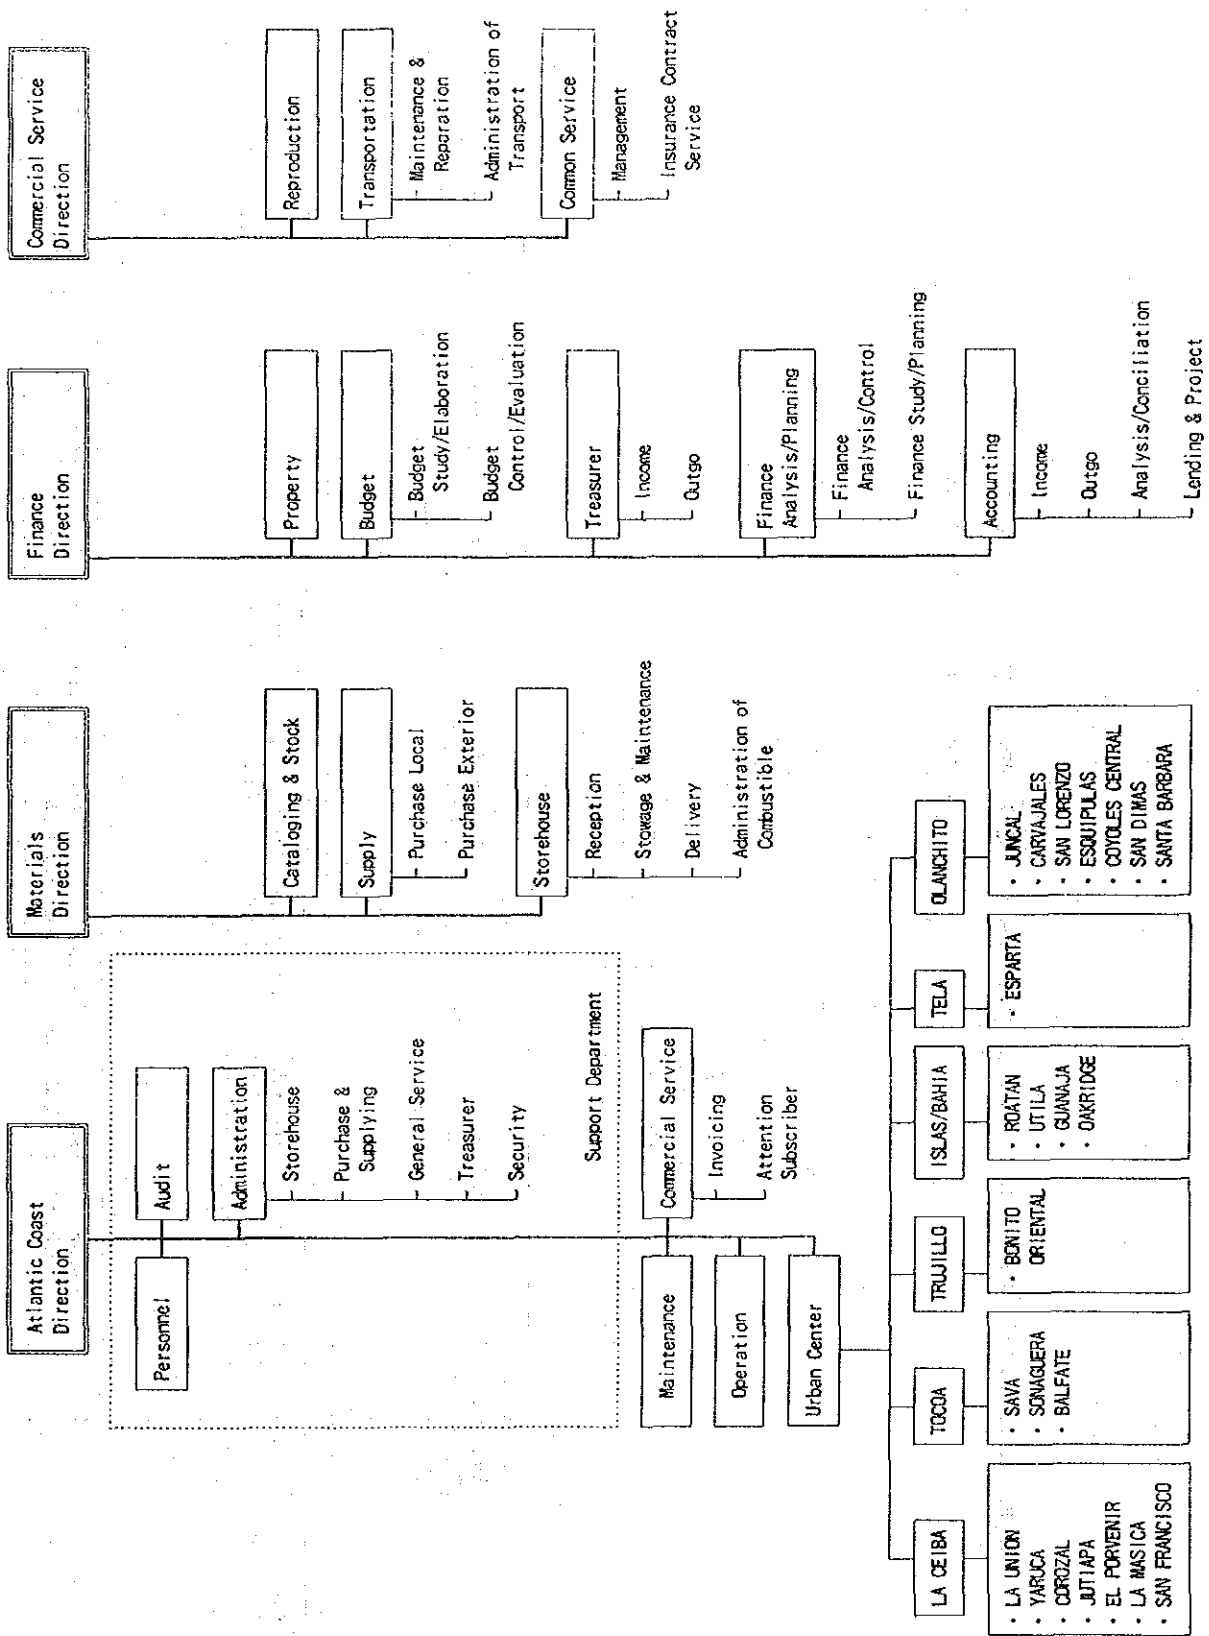 Atlantic Coast
Direction
Personnel
Audit
Administration
Storehouse
Purchase &
Supplying
General Service
Treasurer
Security
Support Department
Maintenance
Commercial Service
Invoicing
Attention
Subscriber
Operation
Urban Center
LA CEIBA
· LA UNION
· YARUCA
· COROZAL
· JUTIAPA
· EL PORVENIR
· LA MASICA
· SAN FRANCISCO
TOCOA
· SAVA
· SONAGUERA
· BALFATE
TRUJILLO
· BONITO
ORIENTAL
ISLAS/BAHIA
· ROATAN
· UTILA
· GUANAJA
· OAKRIDGE
TELA
· ESPARTA
OLANCHITO
· JUNCAL
· CARVAJALES
· SAN LORENZO
· ESQUIPULAS
· COYOLES CENTRAL
· SAN DIMAS
· SANTA BARBARA
Materials
Direction
Cataloging & Stock
Supply
Purchase Local
Purchase Exterior
Storehouse
Reception
Stowage & Maintenance
Delivery
Administration of
Combustible
Finance
Direction
Property
Budget
Budget
Study/Elaboration
Budget
Control/Evaluation
Treasurer
Income
Outgo
Finance
Analysis/Planning
Finance
Analysis/Control
Finance Study/Planning
Accounting
Income
Outgo
Analysis/Conciliation
Lending & Project
Commercial Service
Direction
Reproduction
Transportation
Maintenance &
Reparation
Administration of
Transport
Common Service
Management
Insurance Contract
Service